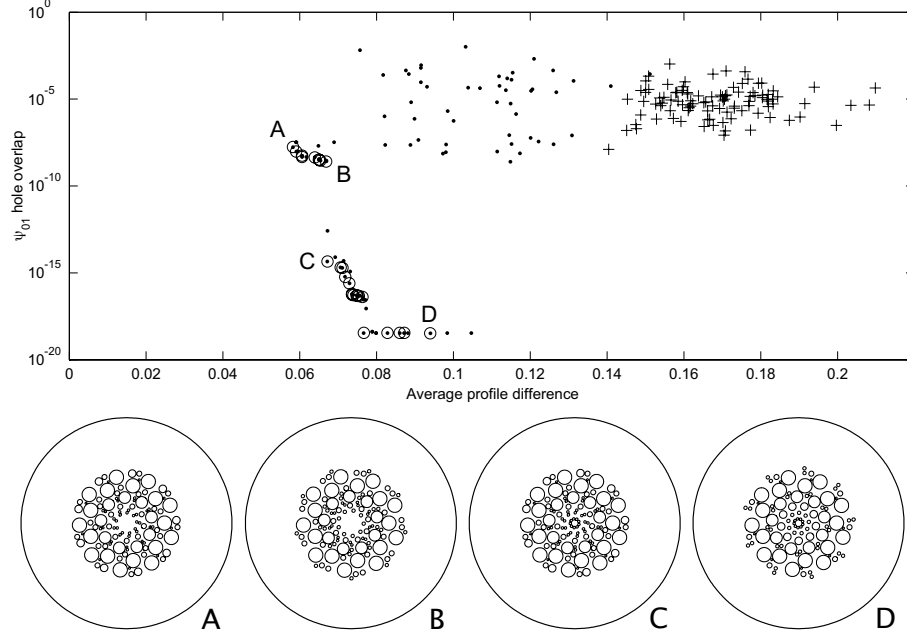 10^0
10^-5
10^-10
10^-15
10^-20
ψ_01 hole overlap
A
B
C
D
0 0.02 0.04 0.06 0.08 0.1 0.12 0.14 0.16 0.18 0.2
Average profile difference
A B C D